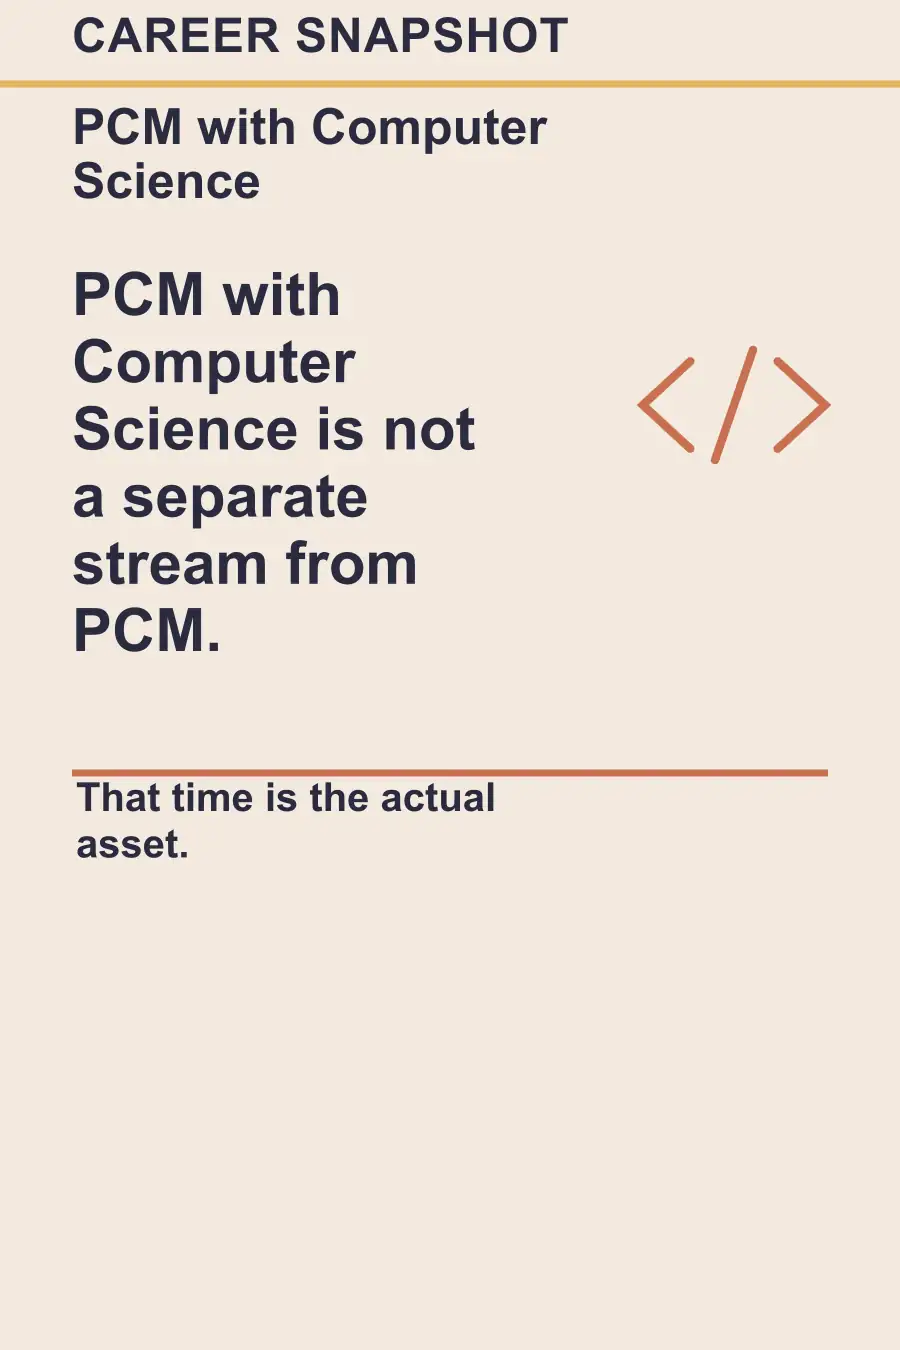 CAREER SNAPSHOT
PCM with Computer
Science
PCM with
Computer
Science is not
a separate
stream from
PCM.
That time is the actual
asset.